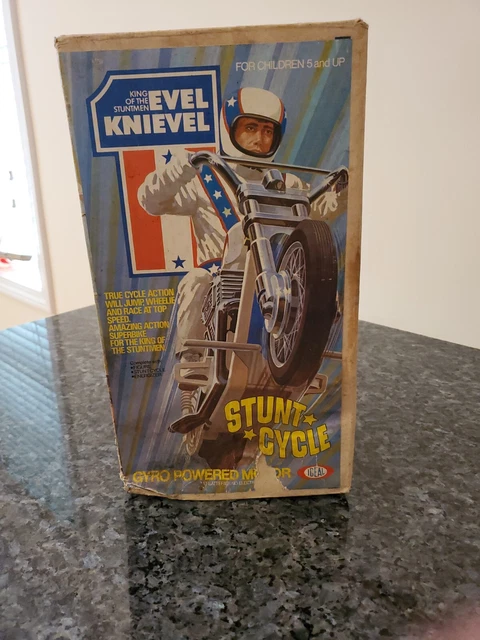 FOR CHILDREN 5 and UP
KING
OF THE
STUNTMEN
EVEL
KNIEVEL
1
TRUE CYCLE ACTION
WILL JUMP, WHEELIE
AND RACE AT TOP
SPEED.
AMAZING ACTION
SUPERBIKE
FOR THE KING OF
THE STUNTMEN.
STUNT
CYCLE
GYRO POWERED
IDEAL